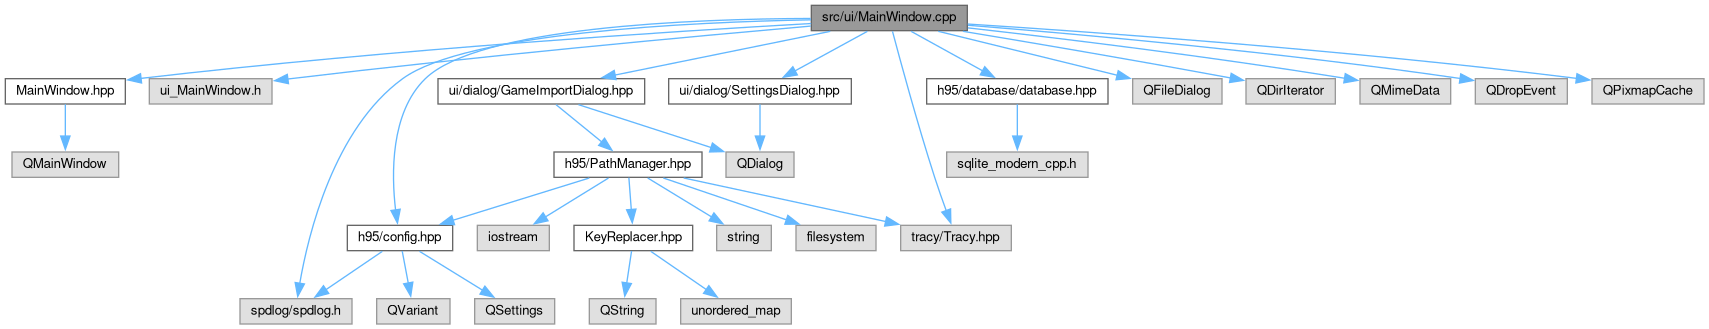 src/ui/MainWindow.cpp
MainWindow.hpp
ui_MainWindow.h
ui/dialog/GameImportDialog.hpp
ui/dialog/SettingsDialog.hpp
h95/database/database.hpp
QFileDialog
QDirIterator
QMimeData
QDropEvent
QPixmapCache
QMainWindow
h95/PathManager.hpp
QDialog
sqlite_modern_cpp.h
h95/config.hpp
iostream
KeyReplacer.hpp
string
filesystem
tracy/Tracy.hpp
spdlog/spdlog.h
QVariant
QSettings
QString
unordered_map